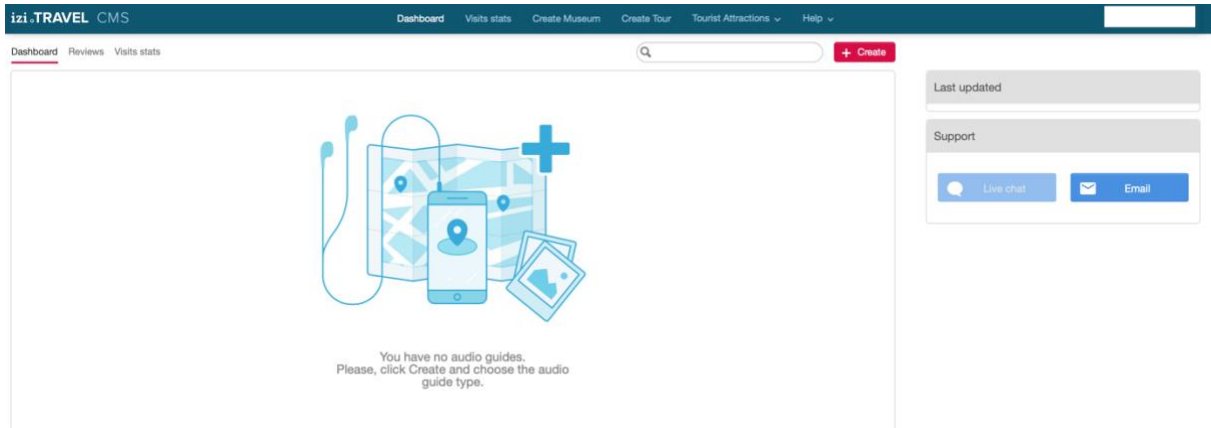 izi.TRAVEL CMS Dashboard Visits stats Create Museum Create Tour Tourist Attractions Help
Dashboard Reviews Visits stats + Create
Last updated
Support
Live chat Email
You have no audio guides.
Please, click Create and choose the audio
guide type.